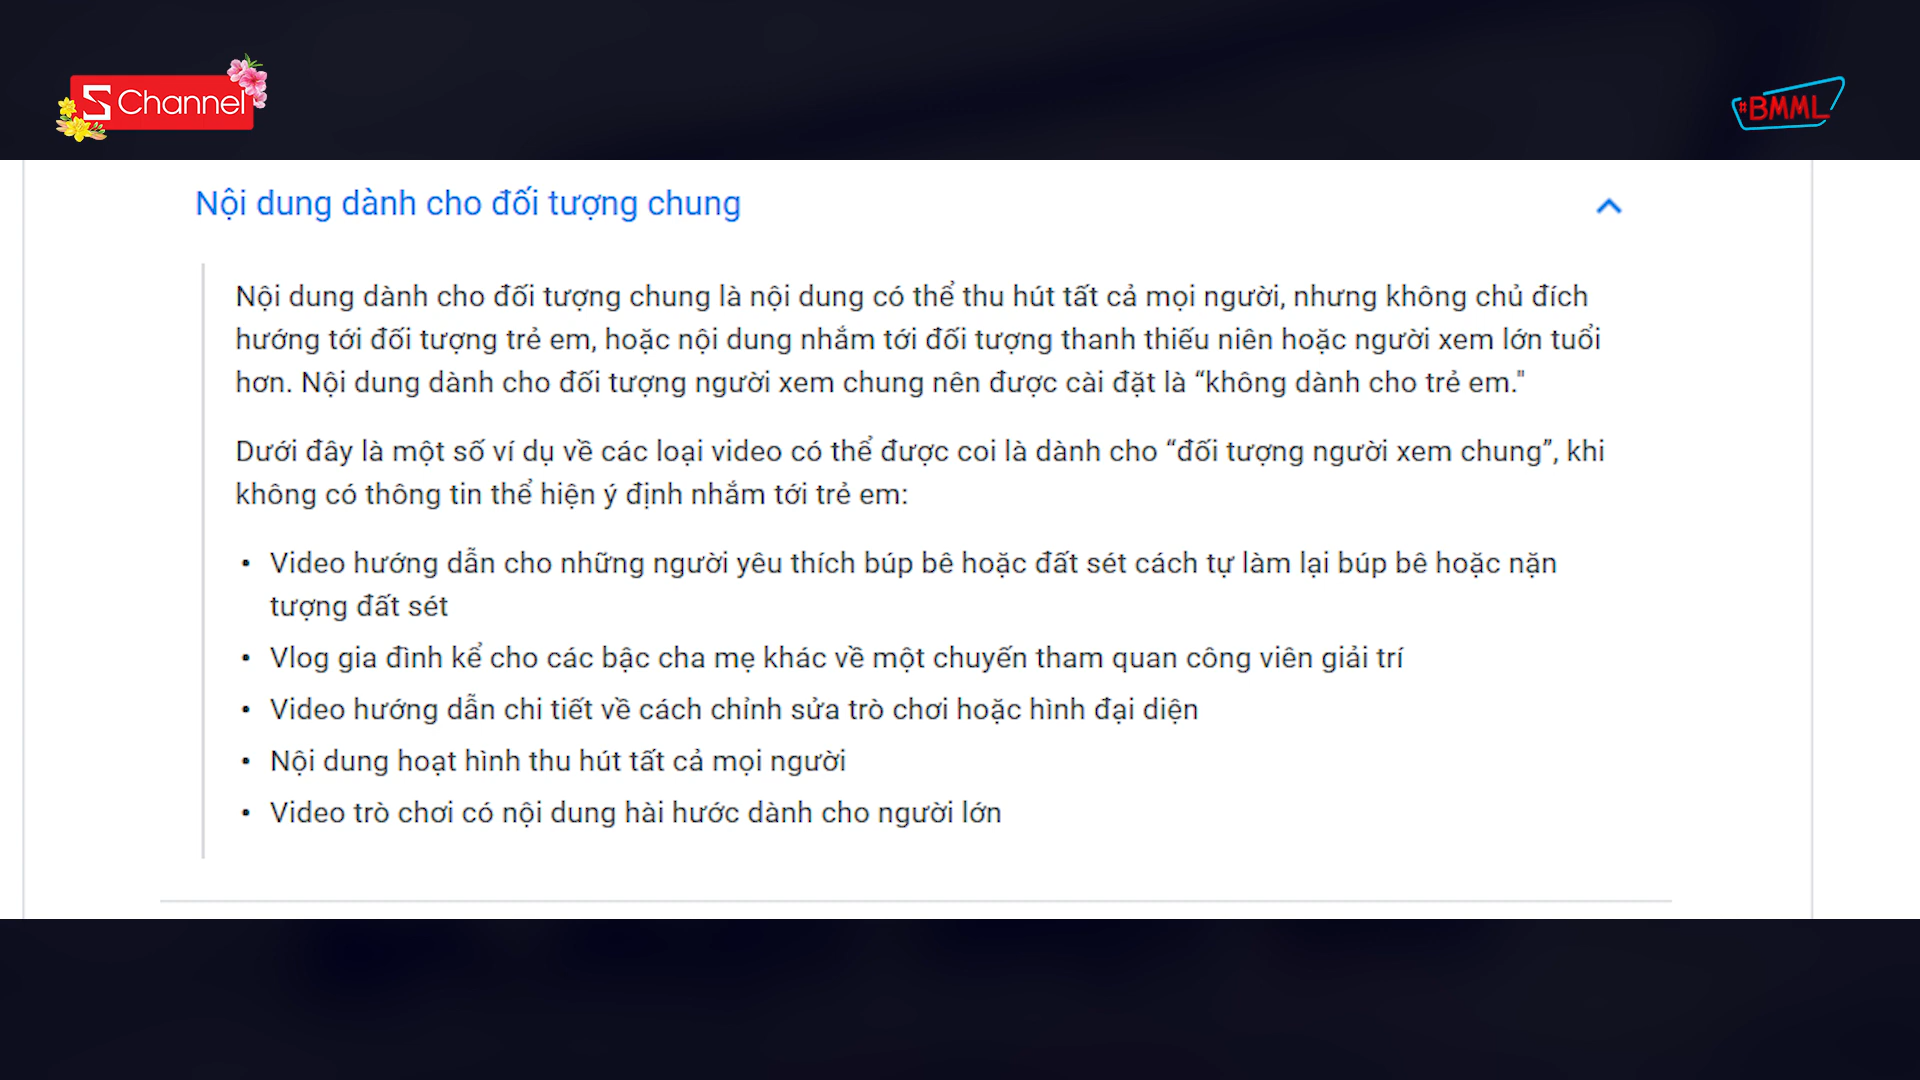 S Channel
#BMML
Nội dung dành cho đối tượng chung
Nội dung dành cho đối tượng chung là nội dung có thể thu hút tất cả mọi người, nhưng không chủ đích
hướng tới đối tượng trẻ em, hoặc nội dung nhắm tới đối tượng thanh thiếu niên hoặc người xem lớn tuổi
hơn. Nội dung dành cho đối tượng người xem chung nên được cài đặt là “không dành cho trẻ em."
Dưới đây là một số ví dụ về các loại video có thể được coi là dành cho “đối tượng người xem chung”, khi
không có thông tin thể hiện ý định nhắm tới trẻ em:
• Video hướng dẫn cho những người yêu thích búp bê hoặc đất sét cách tự làm lại búp bê hoặc nặn
tượng đất sét
• Vlog gia đình kể cho các bậc cha mẹ khác về một chuyến tham quan công viên giải trí
• Video hướng dẫn chi tiết về cách chỉnh sửa trò chơi hoặc hình đại diện
• Nội dung hoạt hình thu hút tất cả mọi người
• Video trò chơi có nội dung hài hước dành cho người lớn